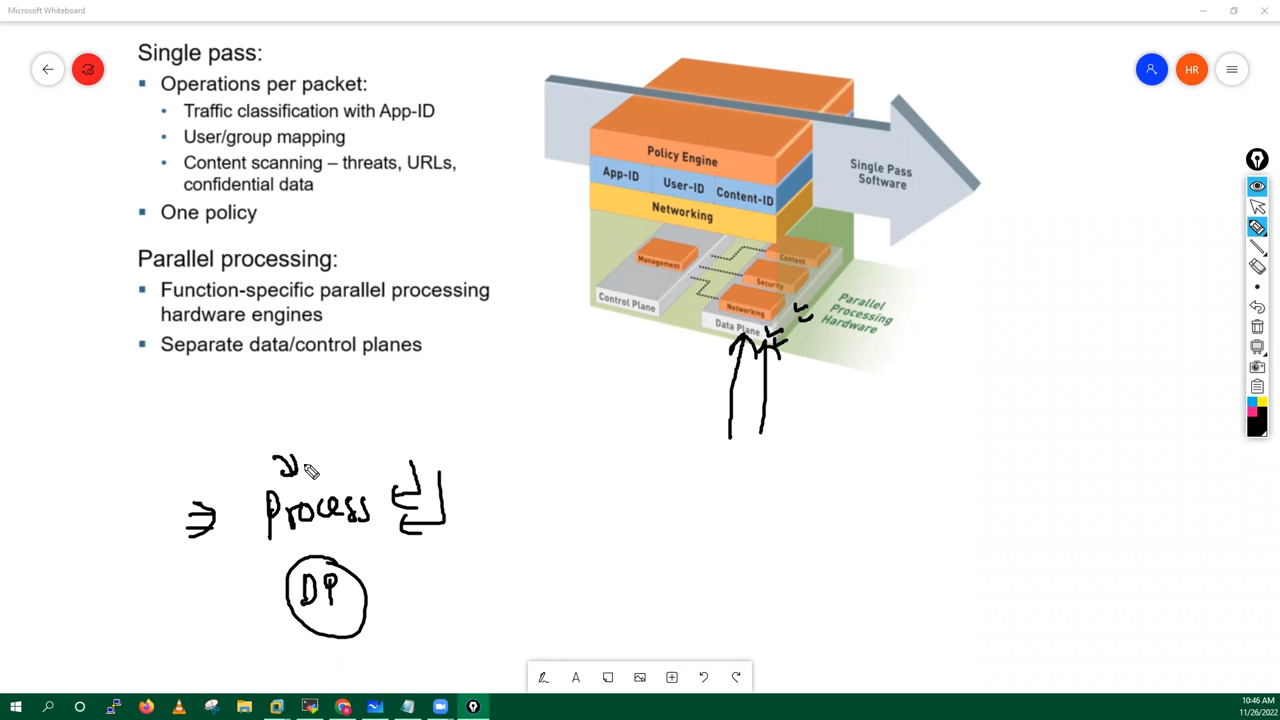 Microsoft Whiteboard
Single pass:
Operations per packet:
Traffic classification with App-ID
User/group mapping
Content scanning – threats, URLs,
confidential data
One policy
Parallel processing:
Function-specific parallel processing
hardware engines
Separate data/control planes
Policy Engine
App-ID
User-ID
Content-ID
Networking
Single Pass
Software
Management
Content
Security
Networking
Control Plane
Data Plane
Parallel
Processing
Hardware
HR
Process
DP
A
10:46 AM
11/26/2022